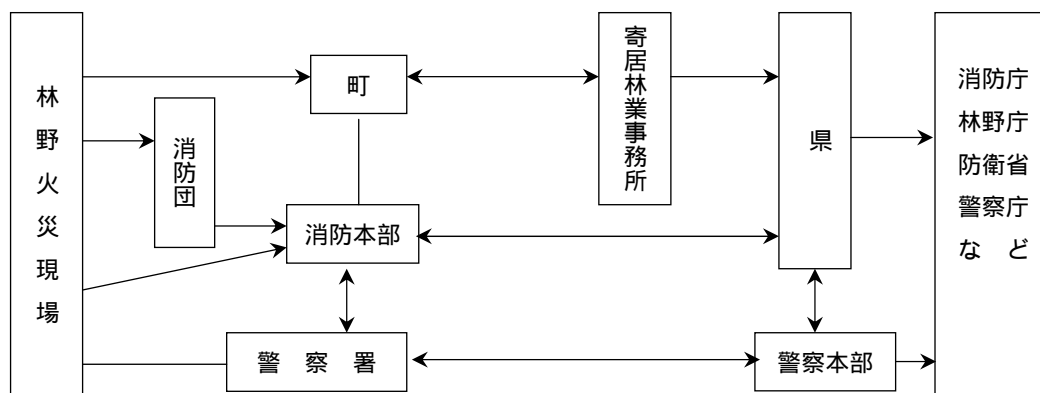 林野火災現場
消防団
町
消防本部
警察署
寄居林業事務所
県
警察本部
消防庁
林野庁
防衛省
警察庁
など